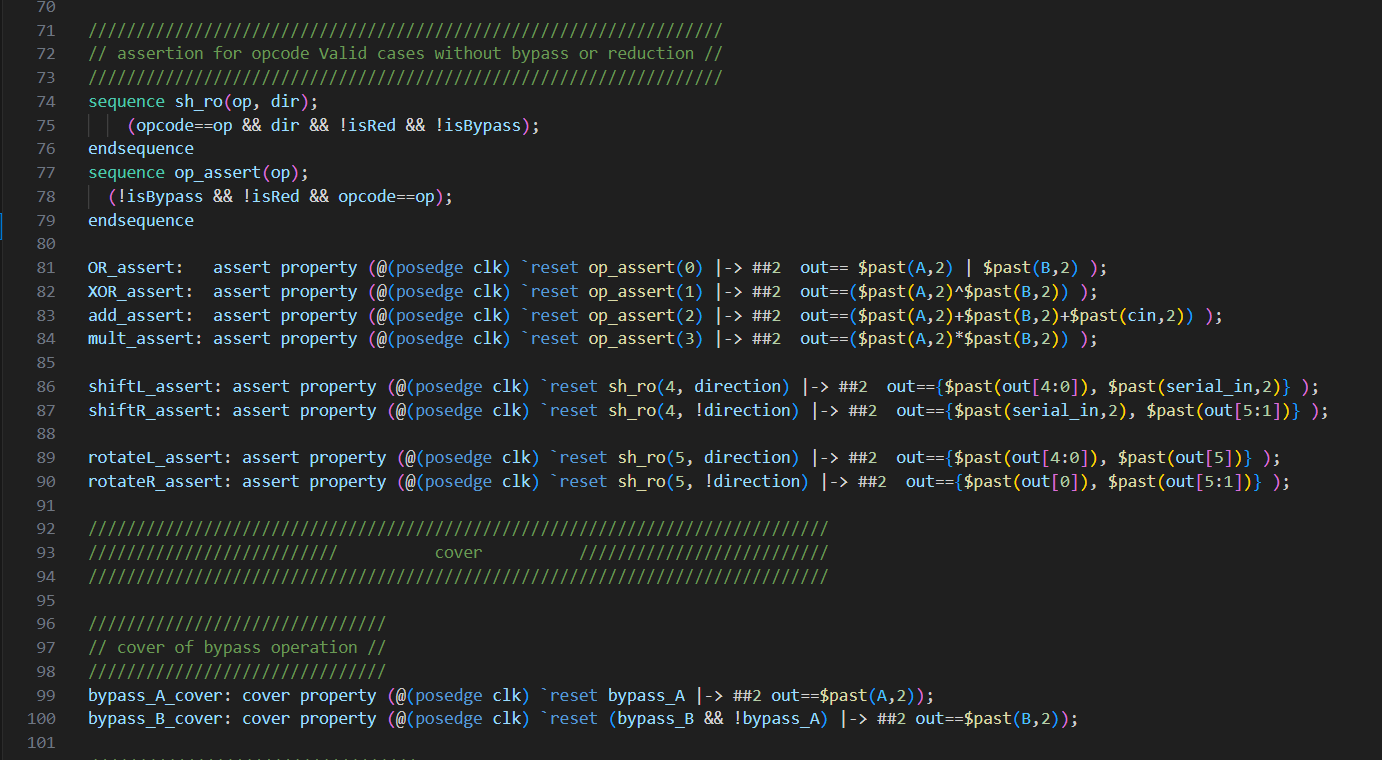 70
71 ///////////////////////////////////////////////////////////////////
72 // assertion for opcode Valid cases without bypass or reduction //
73 ///////////////////////////////////////////////////////////////////
74 sequence sh_ro(op, dir);
75     (opcode==op && dir && !isRed && !isBypass);
76 endsequence
77 sequence op_assert(op);
78   (!isBypass && !isRed && opcode==op);
79 endsequence
80
81 OR_assert:   assert property (@(posedge clk) `reset op_assert(0) |-> ##2  out== $past(A,2) | $past(B,2) );
82 XOR_assert:  assert property (@(posedge clk) `reset op_assert(1) |-> ##2  out==($past(A,2)^$past(B,2)) );
83 add_assert:  assert property (@(posedge clk) `reset op_assert(2) |-> ##2  out==($past(A,2)+$past(B,2)+$past(cin,2)) );
84 mult_assert: assert property (@(posedge clk) `reset op_assert(3) |-> ##2  out==($past(A,2)*$past(B,2)) );
85
86 shiftL_assert: assert property (@(posedge clk) `reset sh_ro(4, direction) |-> ##2  out=={$past(out[4:0]), $past(serial_in,2)} );
87 shiftR_assert: assert property (@(posedge clk) `reset sh_ro(4, !direction) |-> ##2  out=={$past(serial_in,2), $past(out[5:1])} );
88
89 rotateL_assert: assert property (@(posedge clk) `reset sh_ro(5, direction) |-> ##2  out=={$past(out[4:0]), $past(out[5])} );
90 rotateR_assert: assert property (@(posedge clk) `reset sh_ro(5, !direction) |-> ##2  out=={$past(out[0]), $past(out[5:1])} );
91
92 /////////////////////////////////////////////////////////////////////////////
93 //////////////////////////          cover          //////////////////////////
94 /////////////////////////////////////////////////////////////////////////////
95
96 ///////////////////////////////
97 // cover of bypass operation //
98 ///////////////////////////////
99 bypass_A_cover: cover property (@(posedge clk) `reset bypass_A |-> ##2 out==$past(A,2));
100 bypass_B_cover: cover property (@(posedge clk) `reset (bypass_B && !bypass_A) |-> ##2 out==$past(B,2));
101